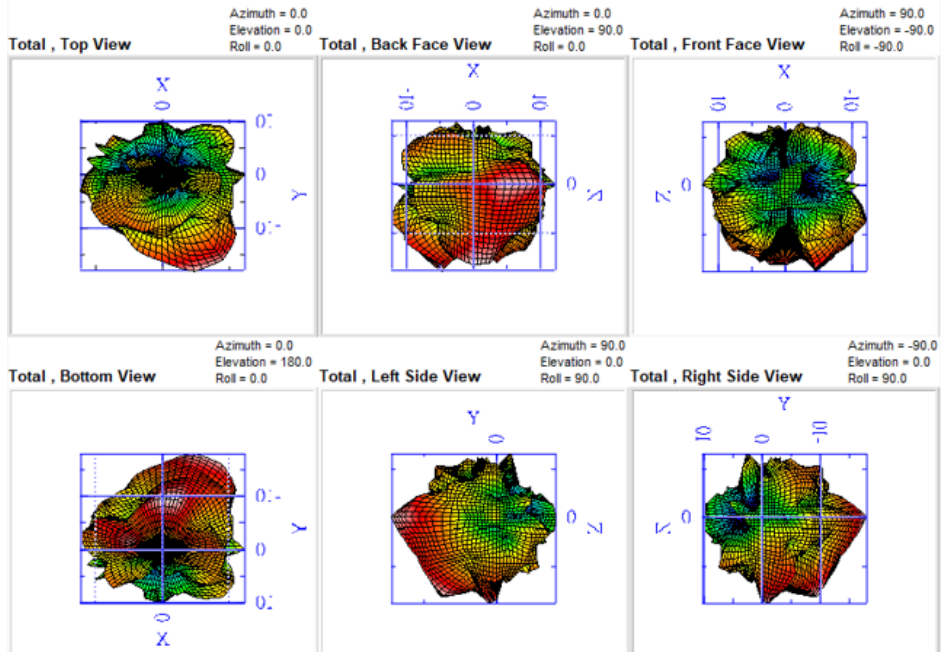 Azimuth = 0.0
Elevation = 0.0
Total , Top View Roll = 0.0
Azimuth = 0.0
Elevation = 90.0
Total , Back Face View Roll = 0.0
Azimuth = 90.0
Elevation = -90.0
Total , Front Face View Roll = -90.0
X
0
0
Y
X
-10
0
10
0
Z
X
10
0
-10
Z
0
Azimuth = 0.0
Elevation = 180.0
Total , Bottom View Roll = 0.0
Azimuth = 90.0
Elevation = 0.0
Total , Left Side View Roll = 90.0
Azimuth = -90.0
Elevation = 0.0
Total , Right Side View Roll = 90.0
Y
0
0
X
Y
0
0
Z
Y
10
0
-10
Z
0